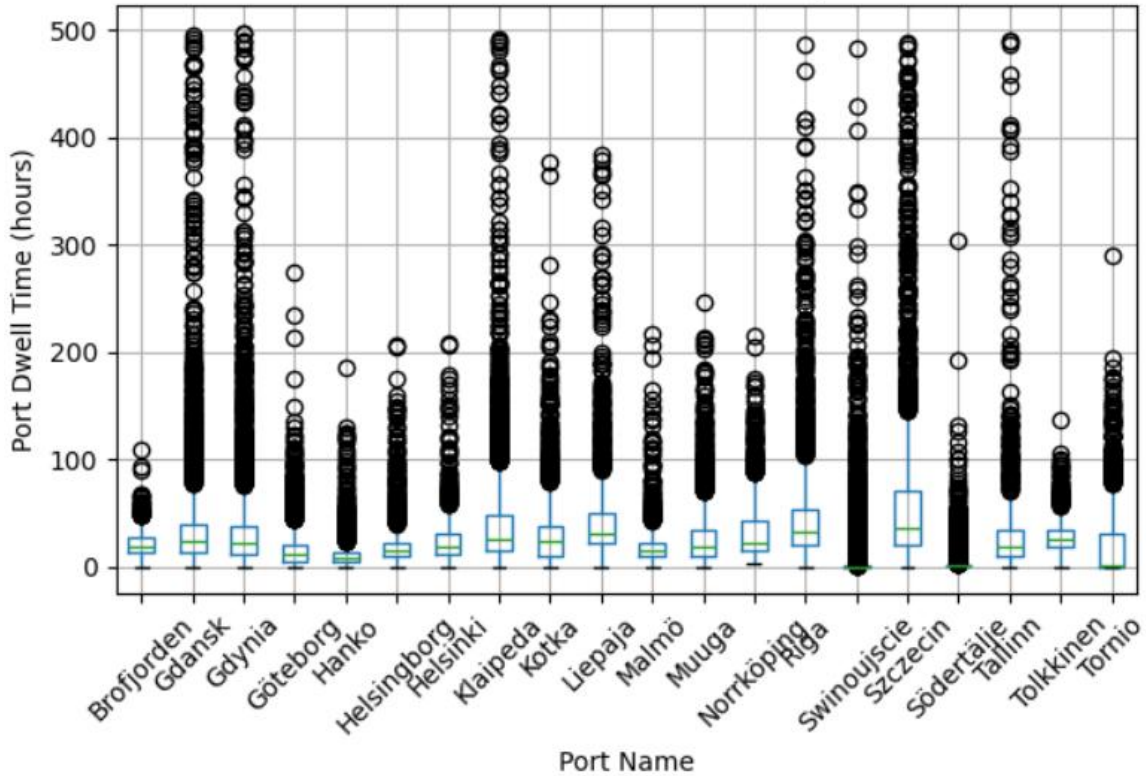 500
400
300
200
100
0
Port Dwell Time (hours)
Brofjorden
Gdansk
Gdynia
Göteborg
Hanko
Helsingborg
Helsinki
Klaipeda
Kotka
Liepaja
Malmö
Muuga
Norrköping
Riga
Swinoujscie
Szczecin
Södertälje
Tallinn
Tolkkinen
Tornio
Port Name